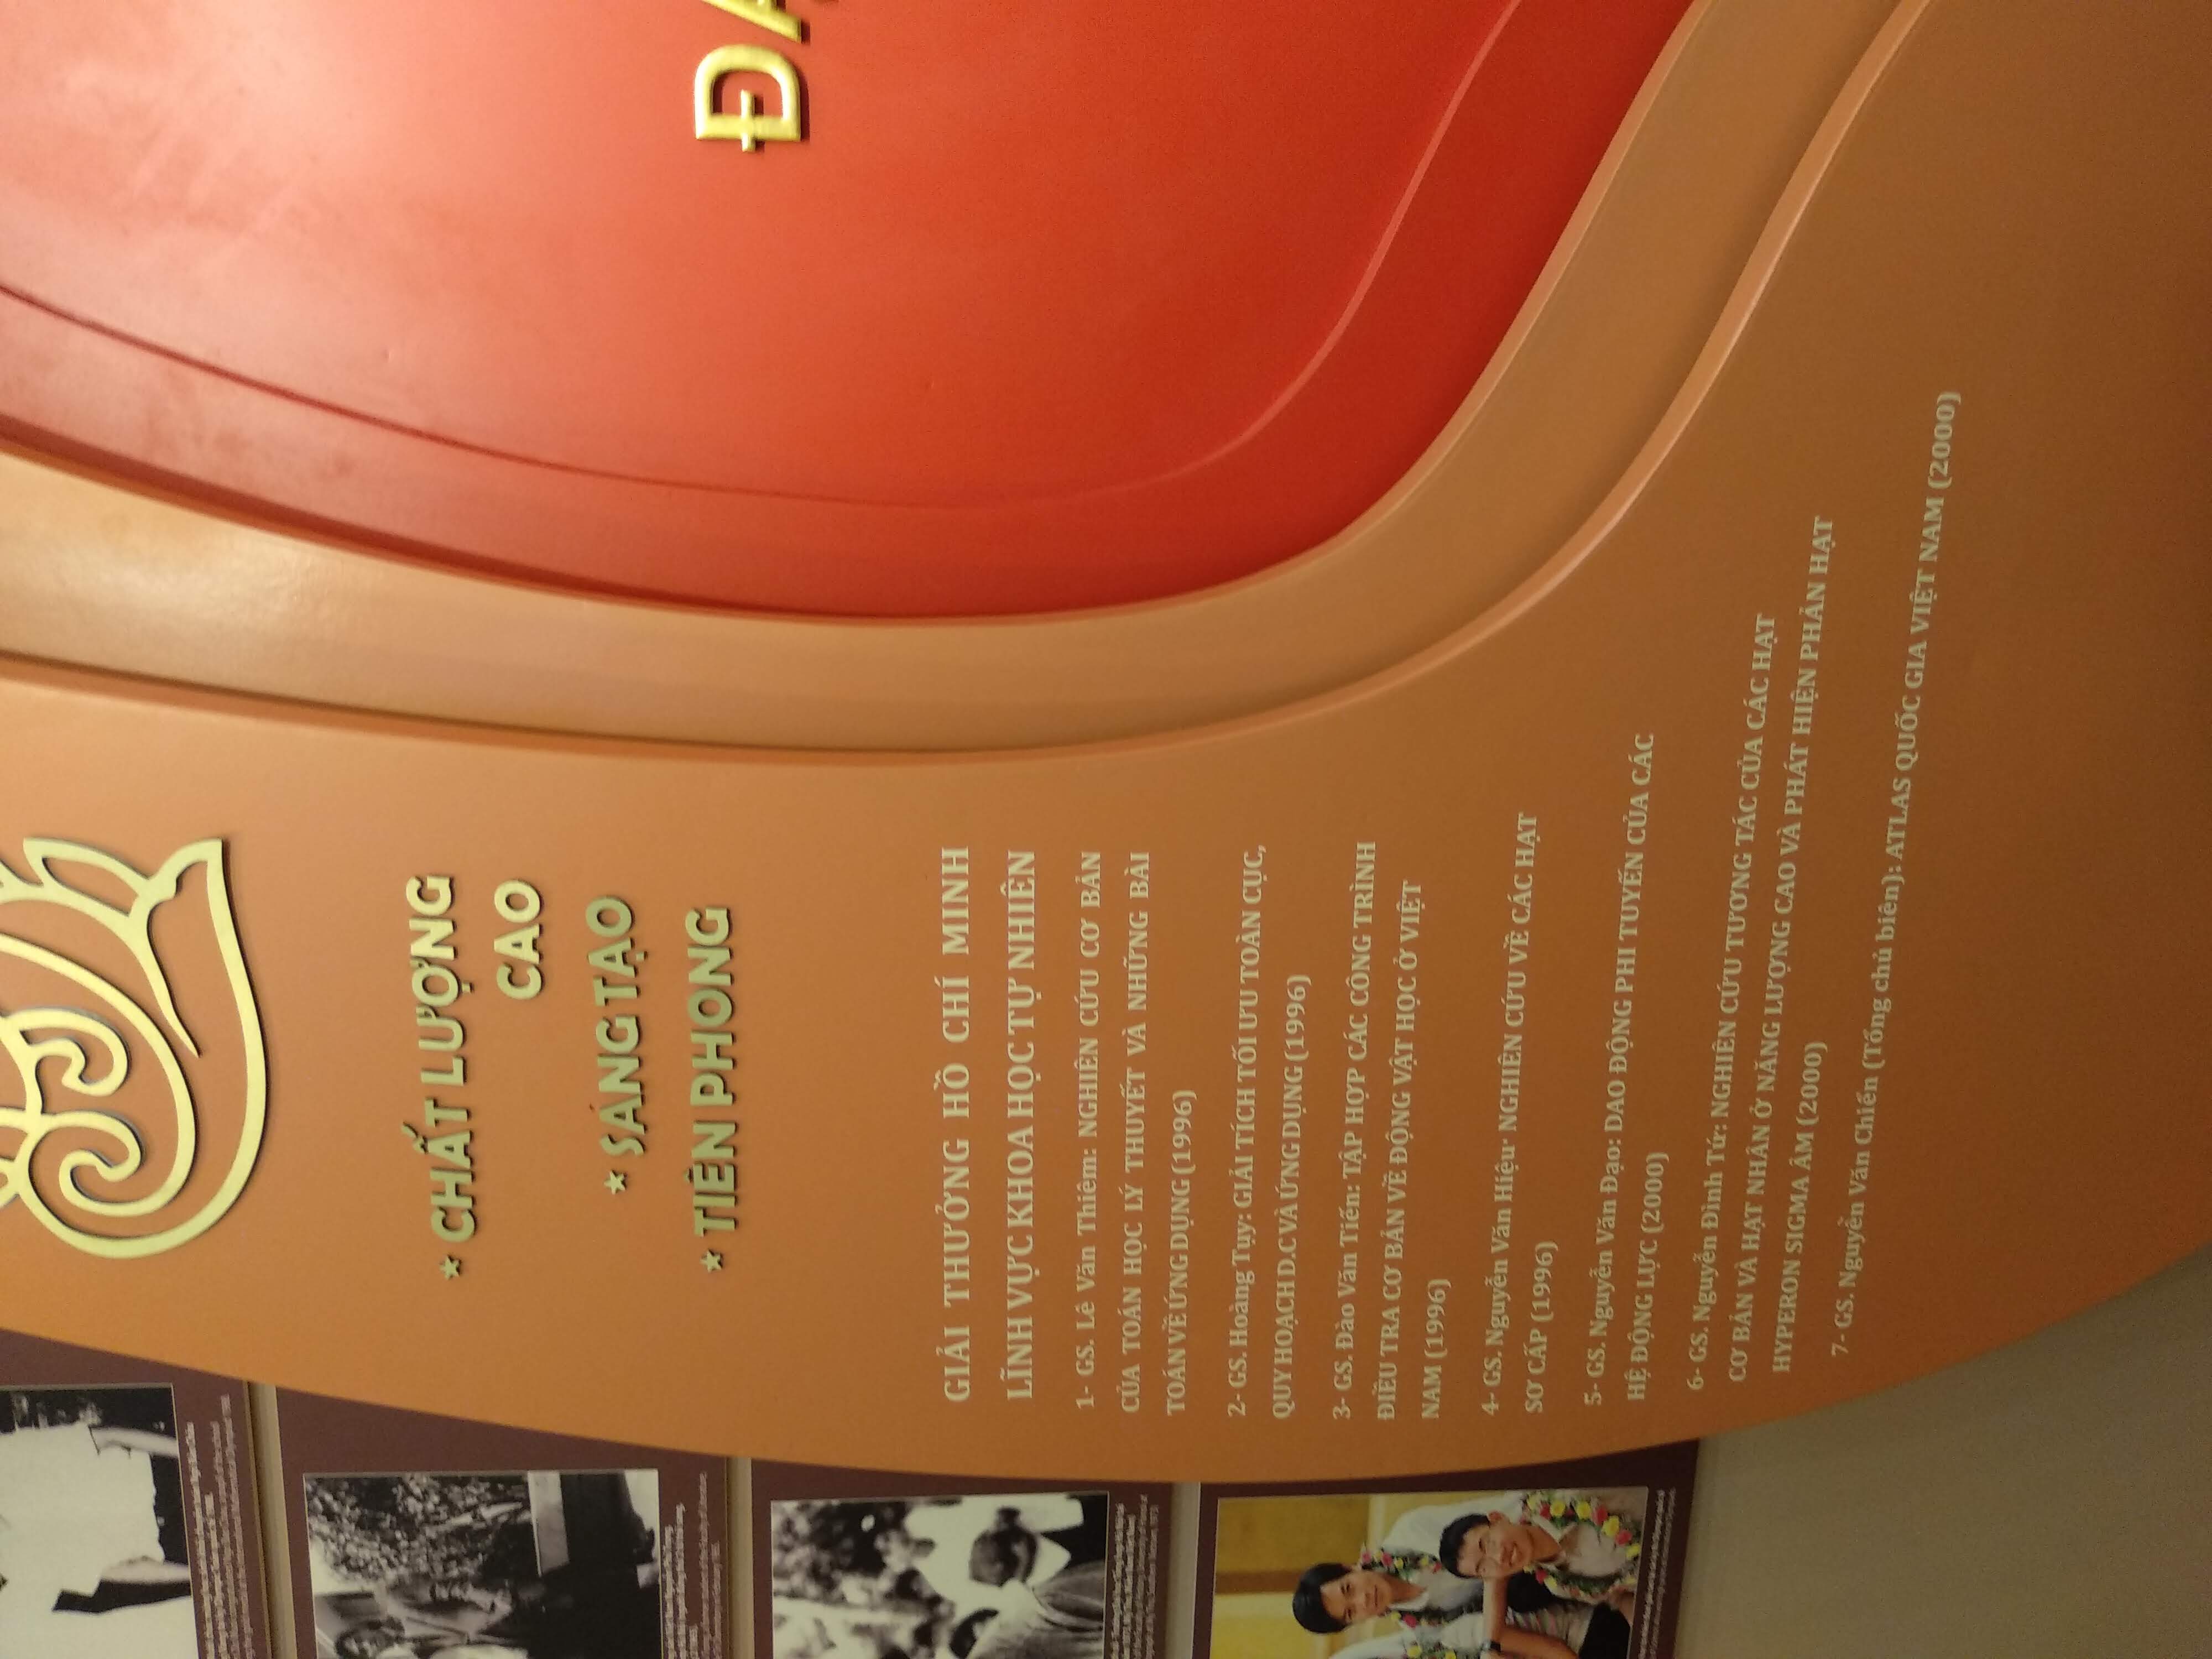 * CHẤT LƯỢNG
CAO
* SÁNG TẠO
* TIÊN PHONG
ĐẠ
GIẢI THƯỞNG HỒ CHÍ MINH
LĨNH VỰC KHOA HỌC TỰ NHIÊN
1- GS. Lê Văn Thiêm: NGHIÊN CỨU CƠ BẢN
CỦA TOÁN HỌC LÝ THUYẾT VÀ NHỮNG BÀI
TOÁN VỀ ỨNG DỤNG (1996)
2- GS. Hoàng Tụy: GIẢI TÍCH TỐI ƯU TOÀN CỤC,
QUY HOẠCH D.C VÀ ỨNG DỤNG (1996)
3- GS. Đào Văn Tiến: TẬP HỢP CÁC CÔNG TRÌNH
ĐIỀU TRA CƠ BẢN VỀ ĐỘNG VẬT HỌC Ở VIỆT
NAM (1996)
4- GS. Nguyễn Văn Hiệu· NGHIÊN CỨU VỀ CÁC HẠT
SƠ CẤP (1996)
5- GS. Nguyễn Văn Đạo: DAO ĐỘNG PHI TUYẾN CỦA CÁC
HỆ ĐỘNG LỰC (2000)
6- GS. Nguyễn Đình Tứ: NGHIÊN CỨU TƯƠNG TÁC CỦA CÁC HẠT
CƠ BẢN VÀ HẠT NHÂN Ở NĂNG LƯỢNG CAO VÀ PHÁT HIỆN PHẢN HẠT
HYPERON SIGMA ÂM (2000)
7- GS. Nguyễn Văn Chiển (Tổng chủ biên): ATLAS QUỐC GIA VIỆT NAM (2000)